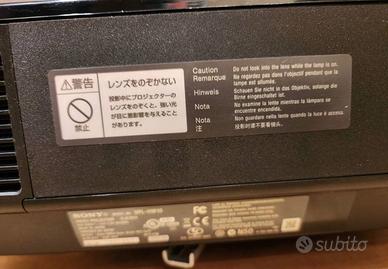 ⚠警告
禁止
レンズをのぞかない
投影中にプロジェクターの
レンズをのぞくと、強い光
が目に悪影響を与えること
があります。
Caution Do not look into the lens while the lamp is on.
Remarque Ne regardez pas dans l'objectif pendant que la
lampe est allumée.
Hinweis Schauen Sie nicht in das Objektiv, solange die
Birne eingeschaltet ist.
Nota No examine la lente mientras la lámpara se
encuentre encendida.
Nota Non guardare nella lente quando la luce è accesa.
注 投影时请不要看镜头。
SONY
subito